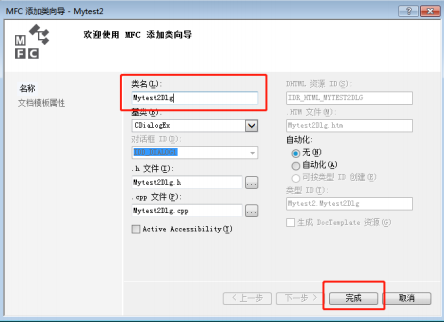 MFC 添加类向导 - Mytest2
欢迎使用 MFC 添加类向导
MFC
名称
文档模板属性
类名(L):
Mytest2Dlg
基类(B):
CDialogEx
对话框 ID(D):
IDD_DIALOG1
.h 文件(I):
Mytest2Dlg.h
...
.cpp 文件(P):
Mytest2Dlg.cpp
...
Active Accessibility(Y)
DHTML 资源 ID(S):
IDR_HTML_MYTEST2DLG
.HTM 文件(M):
Mytest2Dlg.htm
自动化:
无(N)
自动化(A)
可按类型 ID 创建(E)
类型 ID(T):
Mytest2.Mytest2Dlg
生成 DocTemplate 资源(G)
< 上一步
下一步 >
完成
取消